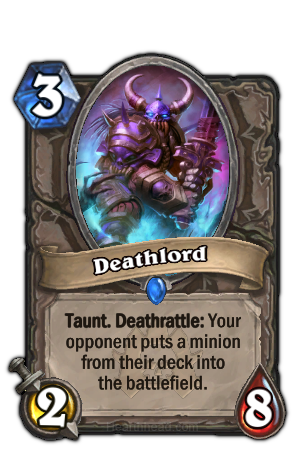 3
Deathlord
Taunt. Deathrattle: Your
opponent puts a minion
from their deck into
the battlefield.
2
8